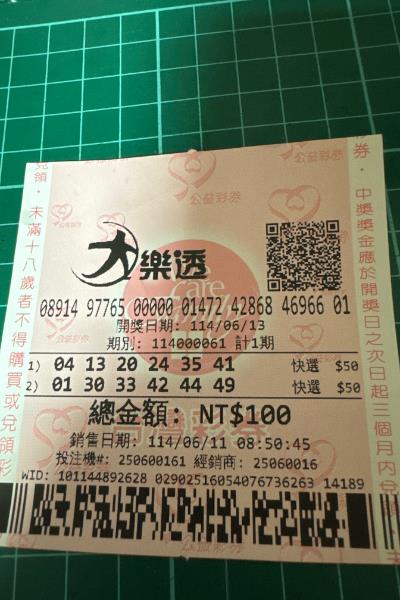 公益彩券
大樂透
08914 97765 00000 01472 42868 46966 01
開獎日期: 114/06/13
期別: 114000061 計1期
1) 04 13 20 24 35 41 快選 $50
2) 01 30 33 42 44 49 快選 $50
總金額: NT$100
銷售日期: 114/06/11 08:50:45
投注機#: 250600161 經銷商: 25060016
WID: 101144892628 02902516054076736263 14189
兌領・未滿十八歲者不得購買或兌領彩
券・中獎獎金應於開獎日之次日起三個月內兌領